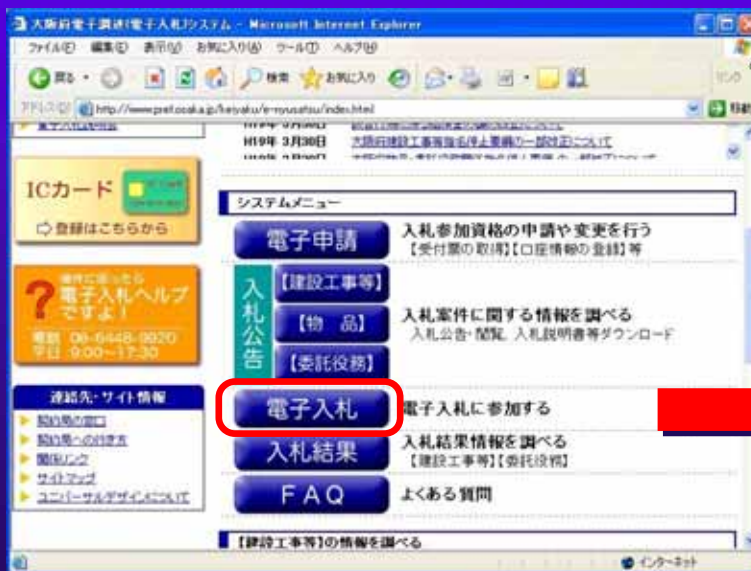 大阪府電子調達(電子入札)システム - Microsoft Internet Explorer
ファイル(F) 編集(E) 表示(V) お気に入り(A) ツール(T) ヘルプ(H)
戻る 検索 お気に入り リンク
アドレス(D) http://www.pref.osaka.jp/keiyaku/e-nyusatsu/index.html 移動
H19年 3月30日
H19年 3月30日 大阪府建設工事等指名停止要綱の一部改正について
ICカード
登録はこちらから
システムメニュー
電子申請 入札参加資格の申請や変更を行う
【受付票の取得】【口座情報の登録】等
入札公告
【建設工事等】
【物 品】
【委託役務】
入札案件に関する情報を調べる
入札公告・閲覧、入札説明書等ダウンロード
操作に困ったら
電子入札ヘルプ
ですよ!
電話 06-6448-9920
平日 9:00~17:30
電子入札 電子入札に参加する
入札結果 入札結果情報を調べる
【建設工事等】【委託役務】
FAQ よくある質問
連絡先・サイト情報
契約局の窓口
契約局への行き方
関係リンク
サイトマップ
ユニバーサルデザインについて
【建設工事等】の情報を調べる
インターネット